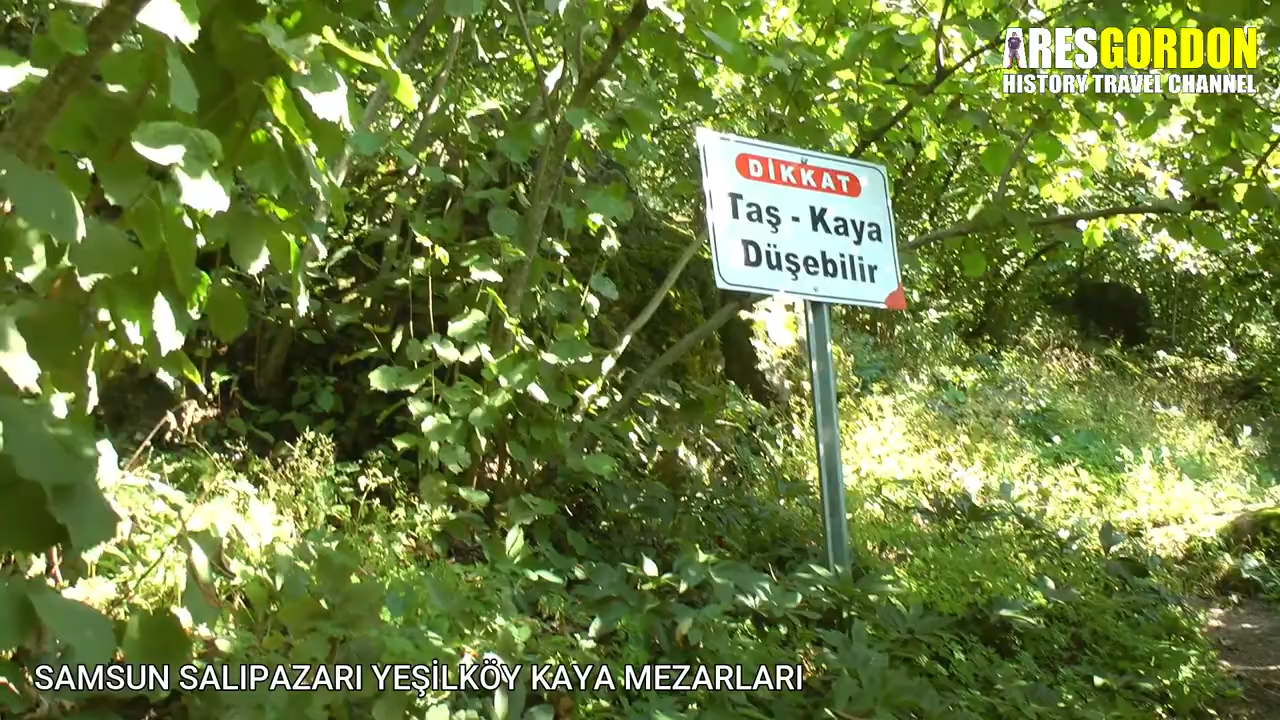 ARESGORDON
HISTORY TRAVEL CHANNEL
DİKKAT
Taş - Kaya
Düşebilir
SAMSUN SALIPAZARI YEŞİLKÖY KAYA MEZARLARI